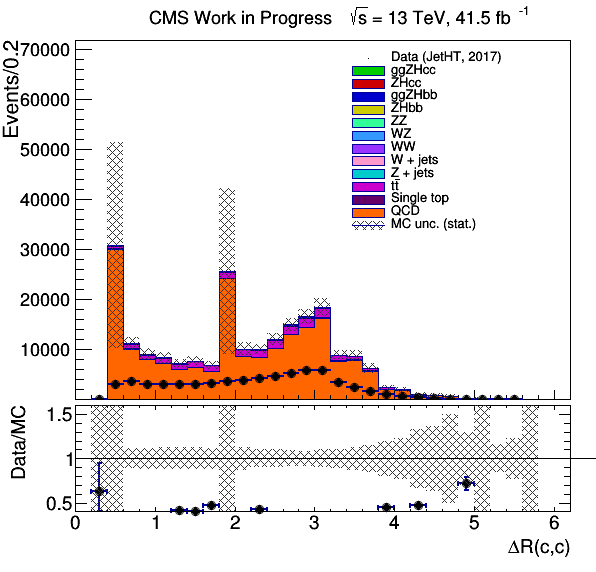 CMS Work in Progress √s = 13 TeV, 41.5 fb⁻¹
Events/0.2
70000
60000
50000
40000
30000
20000
10000
Data (JetHT, 2017)
ggZHcc
ZHcc
ggZHbb
ZHbb
ZZ
WZ
WW
W + jets
Z + jets
tt̄
Single top
QCD
MC unc. (stat.)
Data/MC
1.5
1
0.5
0 1 2 3 4 5 6
ΔR(c,c)